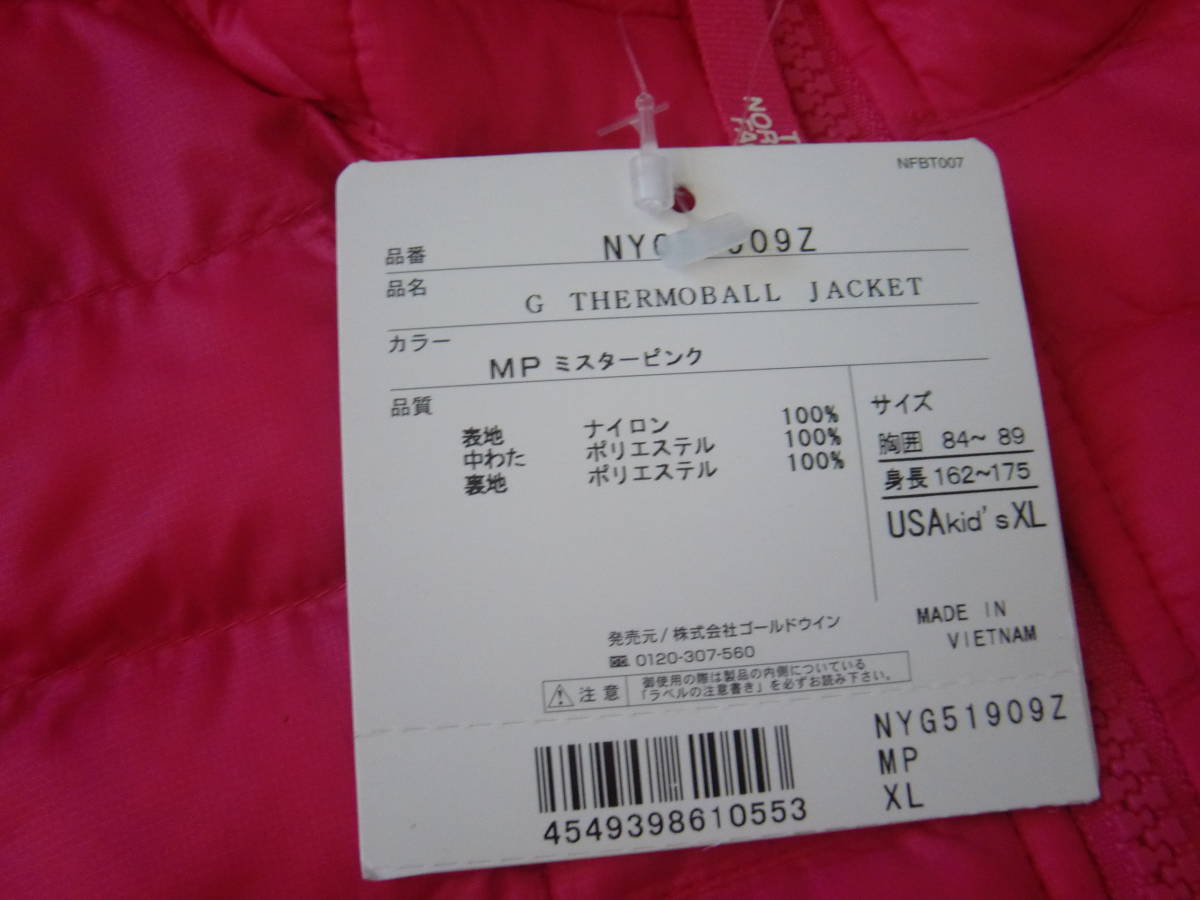 NFBT007
品番 NYG51909Z
品名 G THERMOBALL JACKET
カラー MP ミスターピンク
品質
表地 ナイロン 100%
中わた ポリエステル 100%
裏地 ポリエステル 100%
サイズ
胸囲 84~ 89
身長 162~175
USAkid's XL
MADE IN
VIETNAM
発売元/株式会社ゴールドウイン
0120-307-560
注意 御使用の際は製品の内側についている
「ラベルの注意書き」を必ずお読み下さい。
4549398610553
NYG51909Z
MP
XL